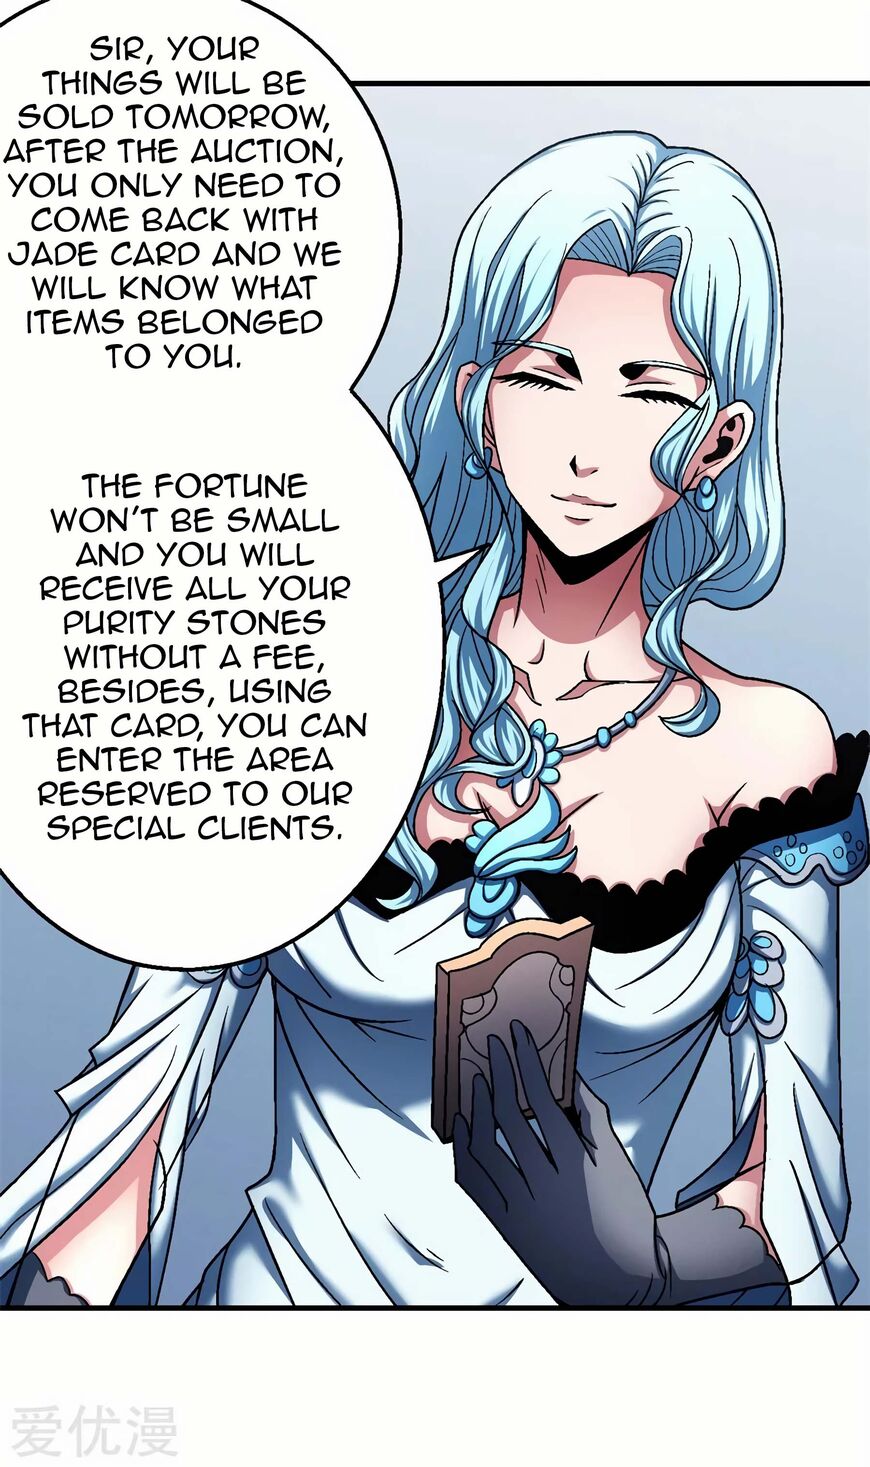 SIR, YOUR
THINGS WILL BE
SOLD TOMORROW,
AFTER THE AUCTION,
YOU ONLY NEED TO
COME BACK WITH
JADE CARD AND WE
WILL KNOW WHAT
ITEMS BELONGED
TO YOU.
THE FORTUNE
WON'T BE SMALL
AND YOU WILL
RECEIVE ALL YOUR
PURITY STONES
WITHOUT A FEE,
BESIDES, USING
THAT CARD, YOU CAN
ENTER THE AREA
RESERVED TO OUR
SPECIAL CLIENTS.
爱优漫